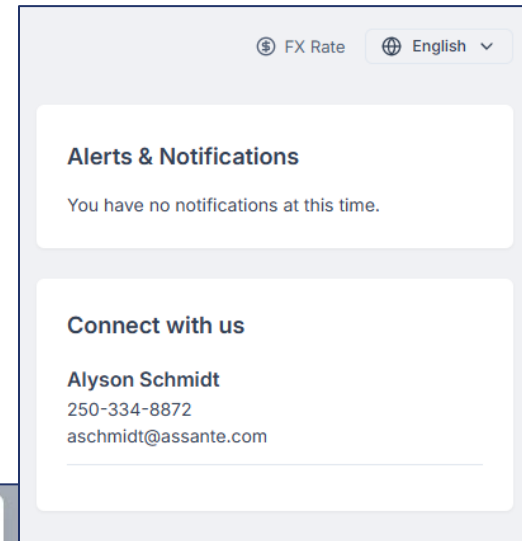 FX Rate English
Alerts & Notifications
You have no notifications at this time.
Connect with us
Alyson Schmidt
250-334-8872
aschmidt@assante.com